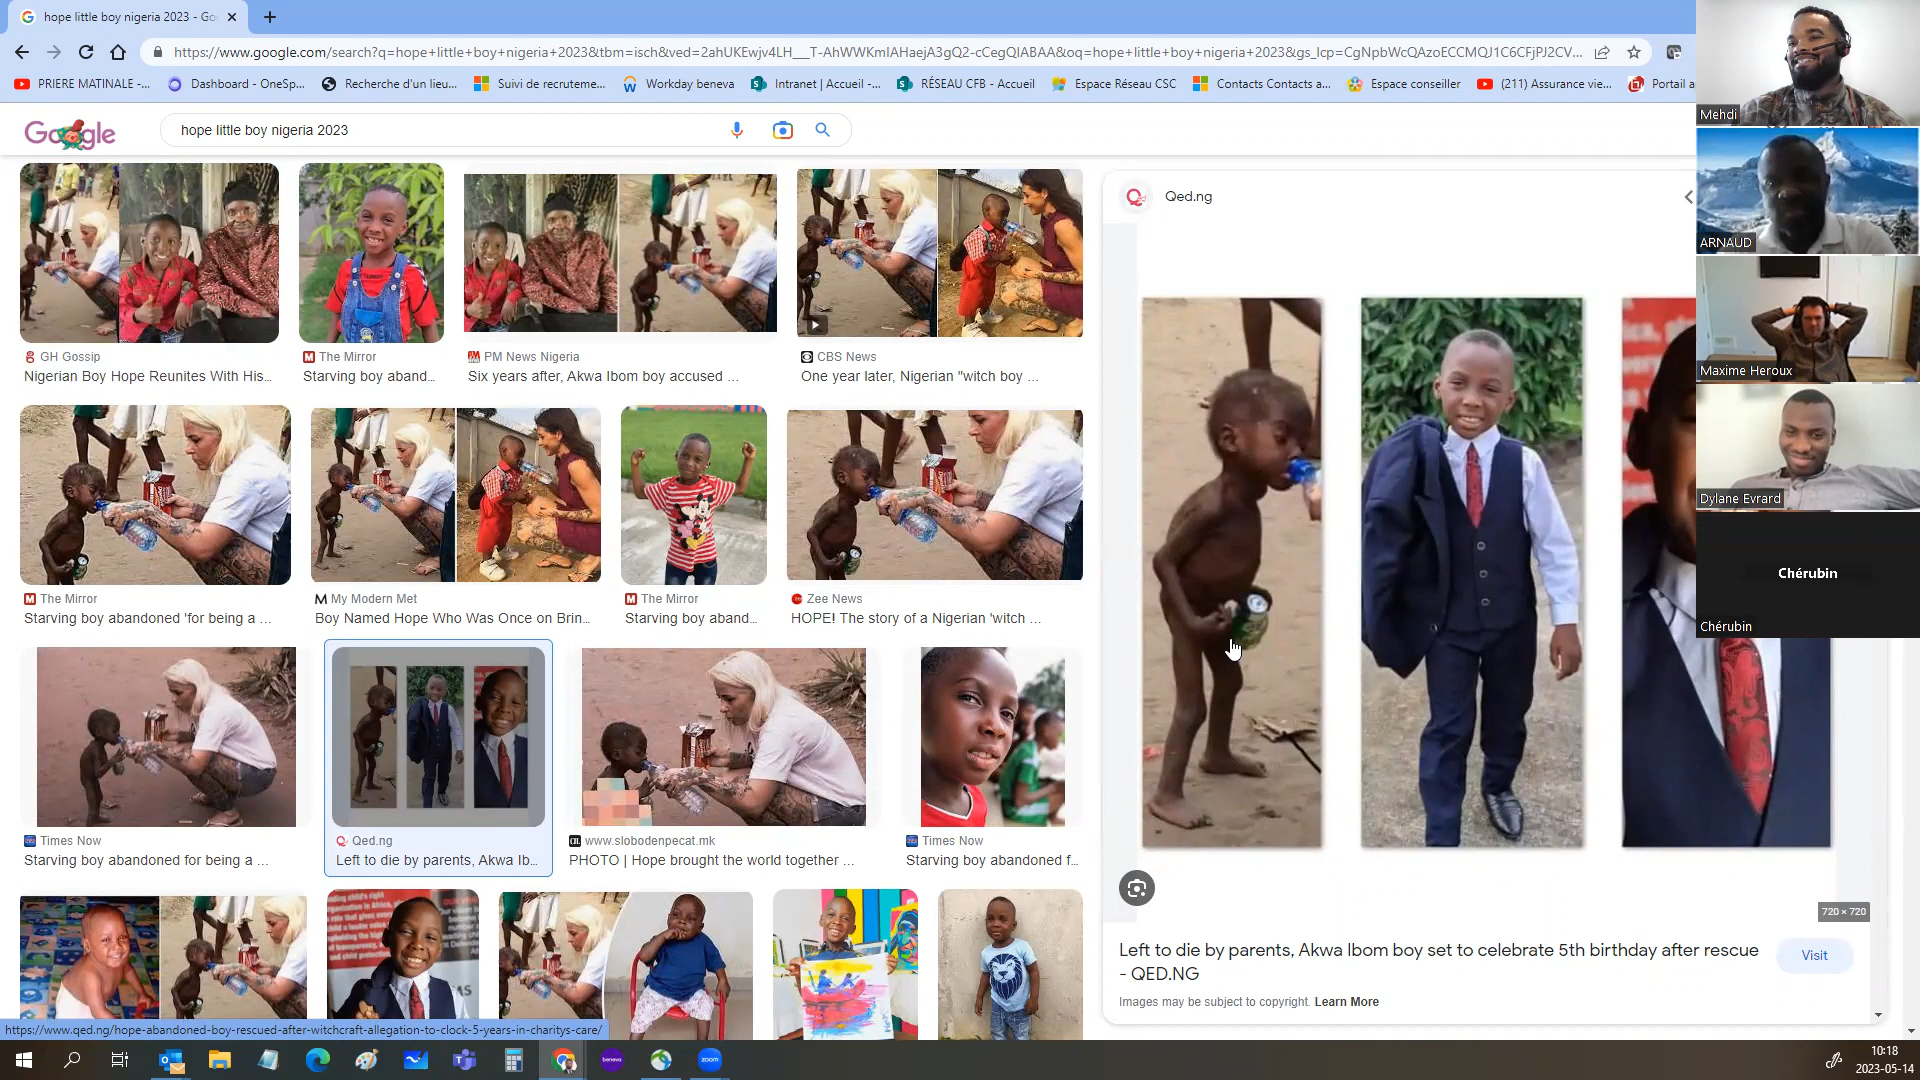 hope little boy nigeria 2023 - Go
https://www.google.com/search?q=hope+little+boy+nigeria+2023&tbm=isch&ved=2ahUKEwjv4LH___T-AhWWKmIAHaejA3gQ2-cCegQIABAA&oq=hope+little+boy+nigeria+2023&gs_lcp=CgNpbWcQAzoECCMQJ1C6CFjPJ2CV...
PRIERE MATINALE -...
Dashboard - OneSp...
Recherche d'un lieu...
Suivi de recruteme...
Workday beneva
Intranet | Accueil -...
RÉSEAU CFB - Accueil
Espace Réseau CSC
Contacts Contacts a...
Espace conseiller
(211) Assurance vie...
Portail a
Google
hope little boy nigeria 2023
Mehdi
ARNAUD
Maxime Heroux
Dylane Evrard
Chérubin
Chérubin
GH Gossip
Nigerian Boy Hope Reunites With His...
The Mirror
Starving boy aband...
PM News Nigeria
Six years after, Akwa Ibom boy accused ...
CBS News
One year later, Nigerian "witch boy ...
The Mirror
Starving boy abandoned 'for being a ...
My Modern Met
Boy Named Hope Who Was Once on Brin...
The Mirror
Starving boy aband...
Zee News
HOPE! The story of a Nigerian 'witch ...
Times Now
Starving boy abandoned for being a ...
Qed.ng
Left to die by parents, Akwa Ib...
www.slobodenpecat.mk
PHOTO | Hope brought the world together ...
Times Now
Starving boy abandoned f...
Qed.ng
720 × 720
Left to die by parents, Akwa Ibom boy set to celebrate 5th birthday after rescue
- QED.NG
Visit
Images may be subject to copyright. Learn More
https://www.qed.ng/hope-abandoned-boy-rescued-after-witchcraft-allegation-to-clock-5-years-in-charitys-care/
beneva
zoom
10:18
2023-05-14